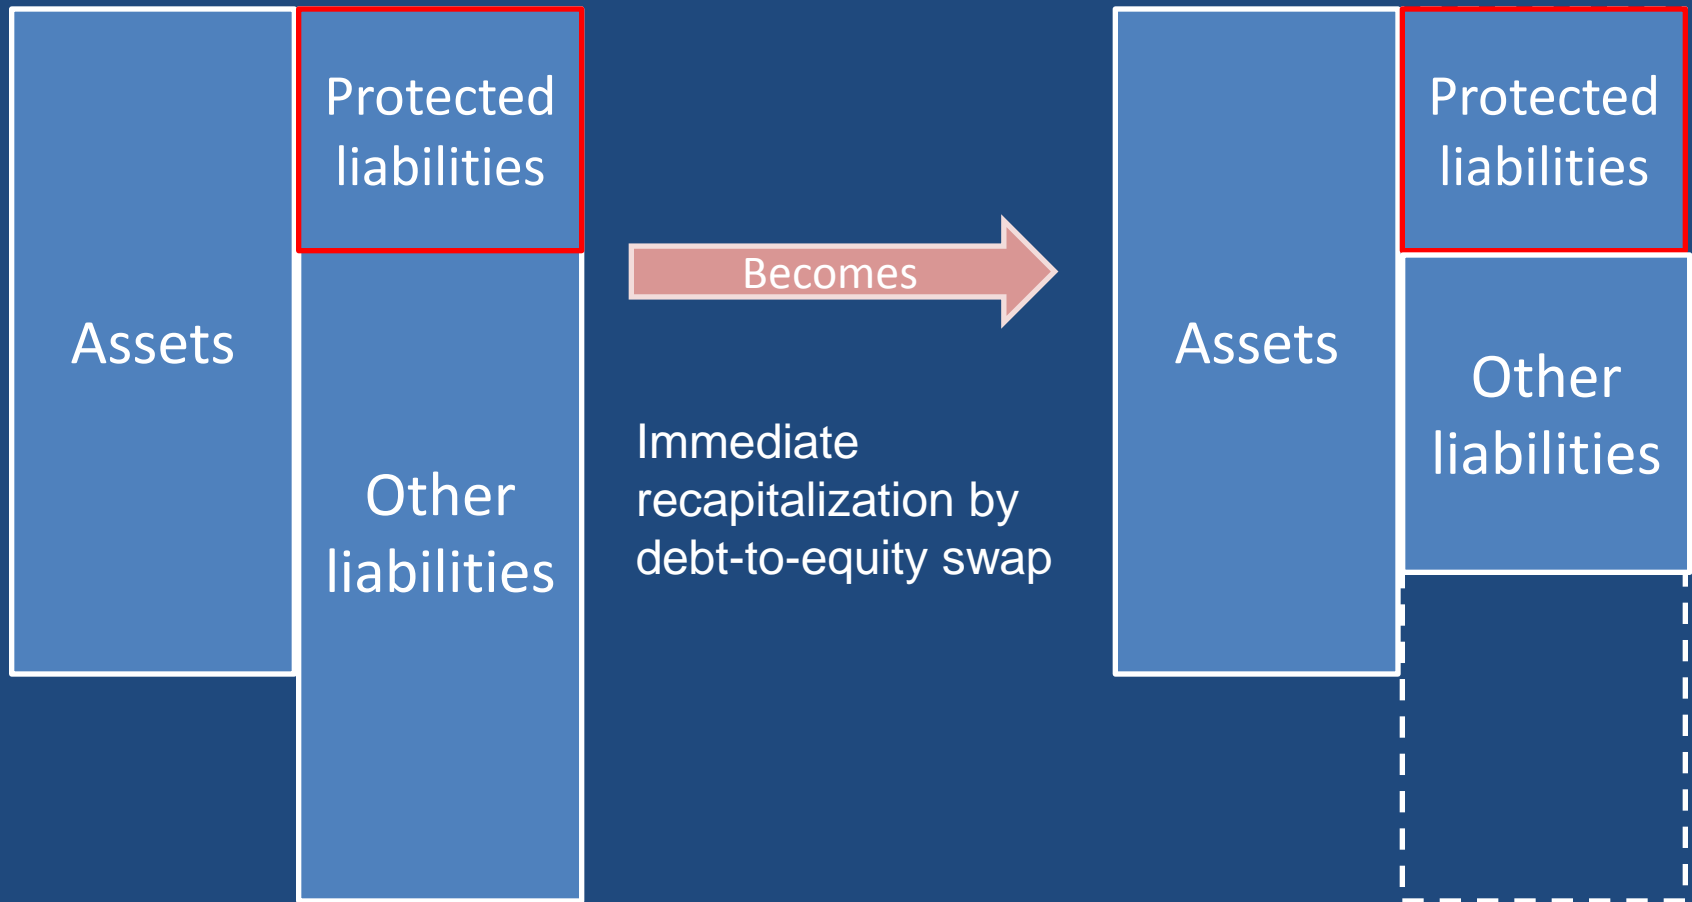 Assets
Protected
liabilities
Other
liabilities
Becomes
Immediate
recapitalization by
debt-to-equity swap
Assets
Protected
liabilities
Other
liabilities